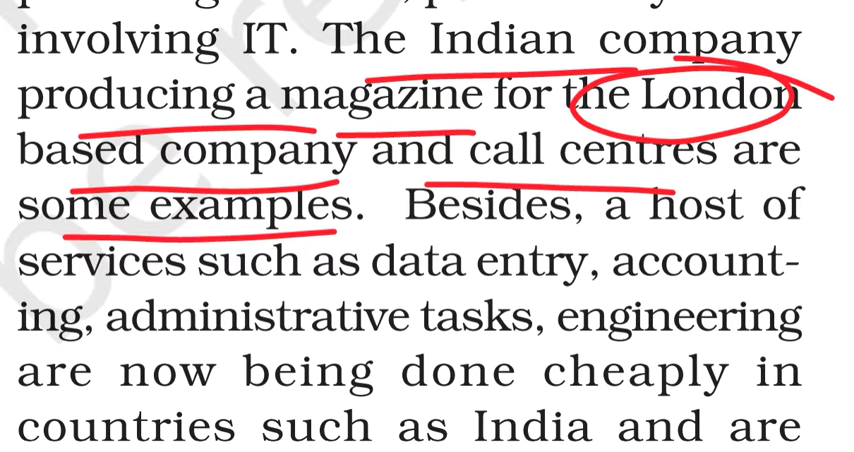 involving IT. The Indian company
producing a magazine for the London
based company and call centres are
some examples. Besides, a host of
services such as data entry, account-
ing, administrative tasks, engineering
are now being done cheaply in
countries such as India and are